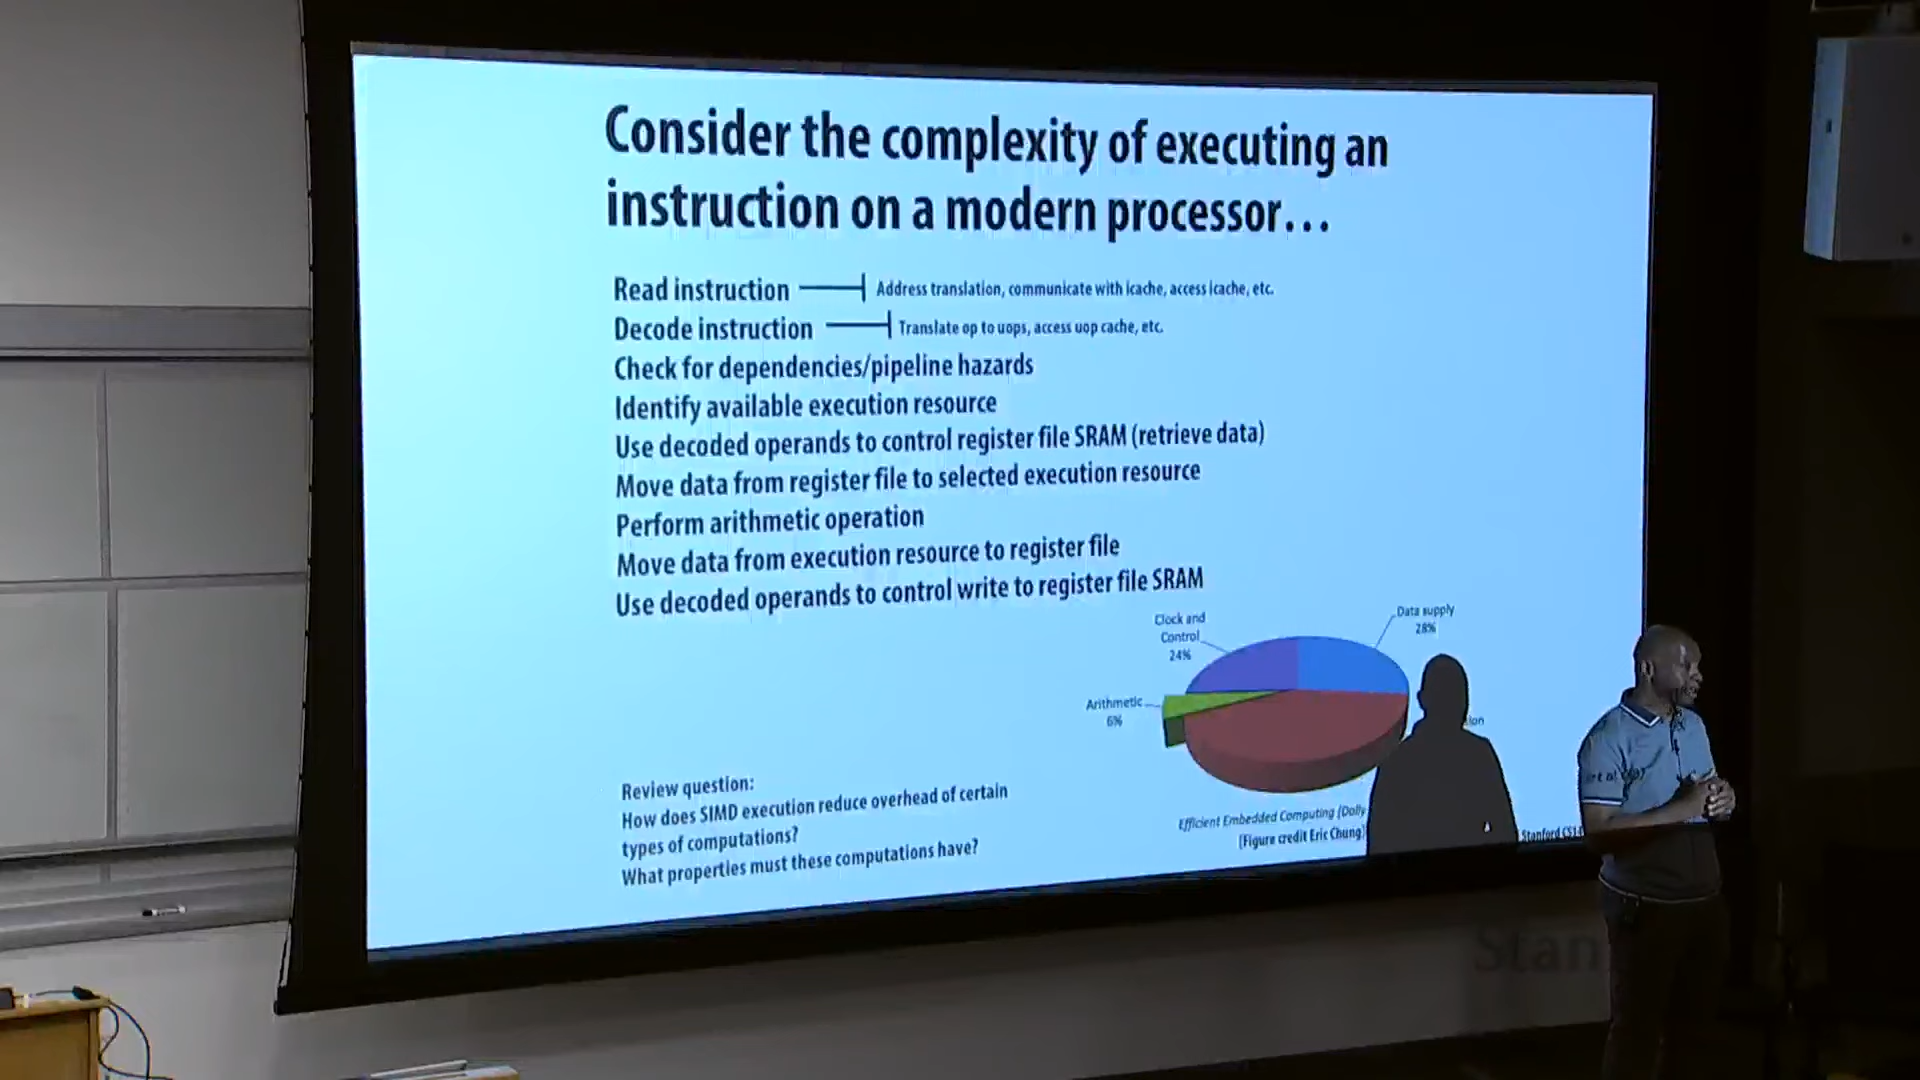 Consider the complexity of executing an
instruction on a modern processor...
Read instruction
Address translation, communicate with icache, access icache, etc.
Decode instruction
Translate op to uops, access uop cache, etc.
Check for dependencies/pipeline hazards
Identify available execution resource
Use decoded operands to control register file SRAM (retrieve data)
Move data from register file to selected execution resource
Perform arithmetic operation
Move data from execution resource to register file
Use decoded operands to control write to register file SRAM
Clock and
Control
24%
Data supply
28%
Arithmetic
6%
Review question:
How does SIMD execution reduce overhead of certain
types of computations?
What properties must these computations have?
Efficient Embedded Computing [Dally
[Figure credit Eric Chung]
Stanford
Stan